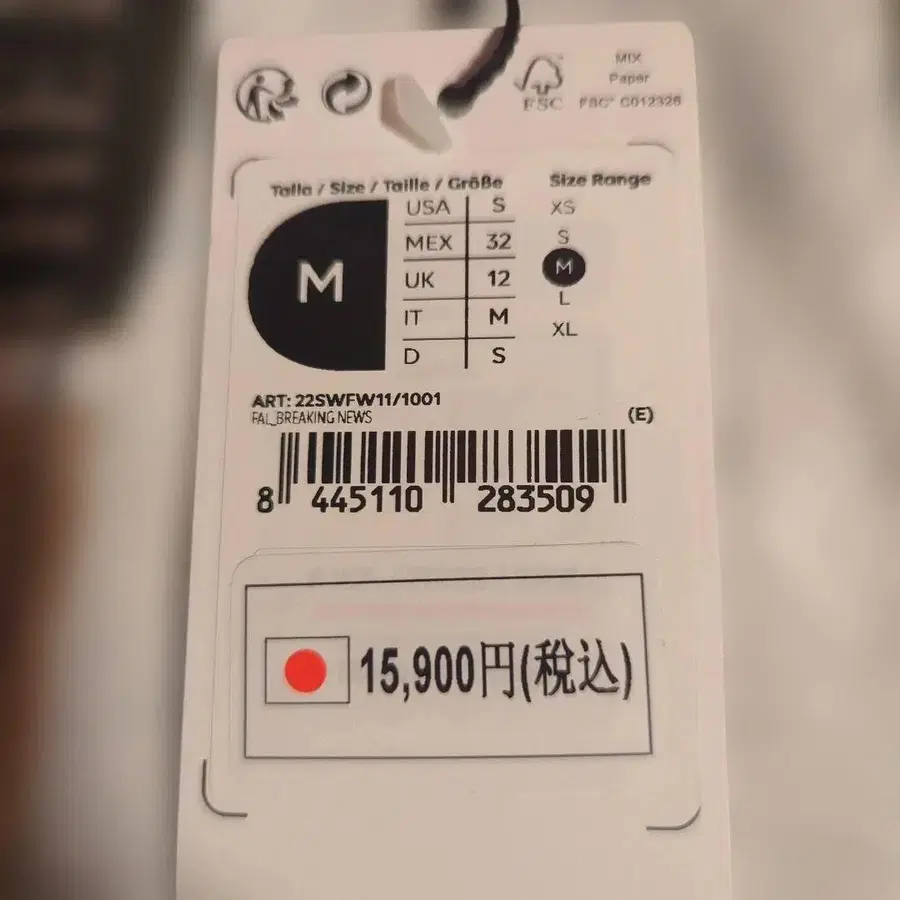 FSC
MIX
Paper
FSC® C012326
Talla / Size / Taille / Größe
Size Range
M
USA S
MEX 32
UK 12
IT M
D S
XS
S
M
L
XL
ART: 22SWFW11/1001
FAL_BREAKING NEWS
(E)
8 445110 283509
15,900円(税込)